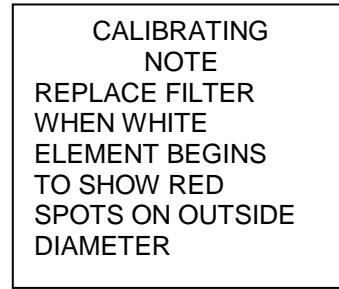 CALIBRATING
NOTE
REPLACE FILTER
WHEN WHITE
ELEMENT BEGINS
TO SHOW RED
SPOTS ON OUTSIDE
DIAMETER